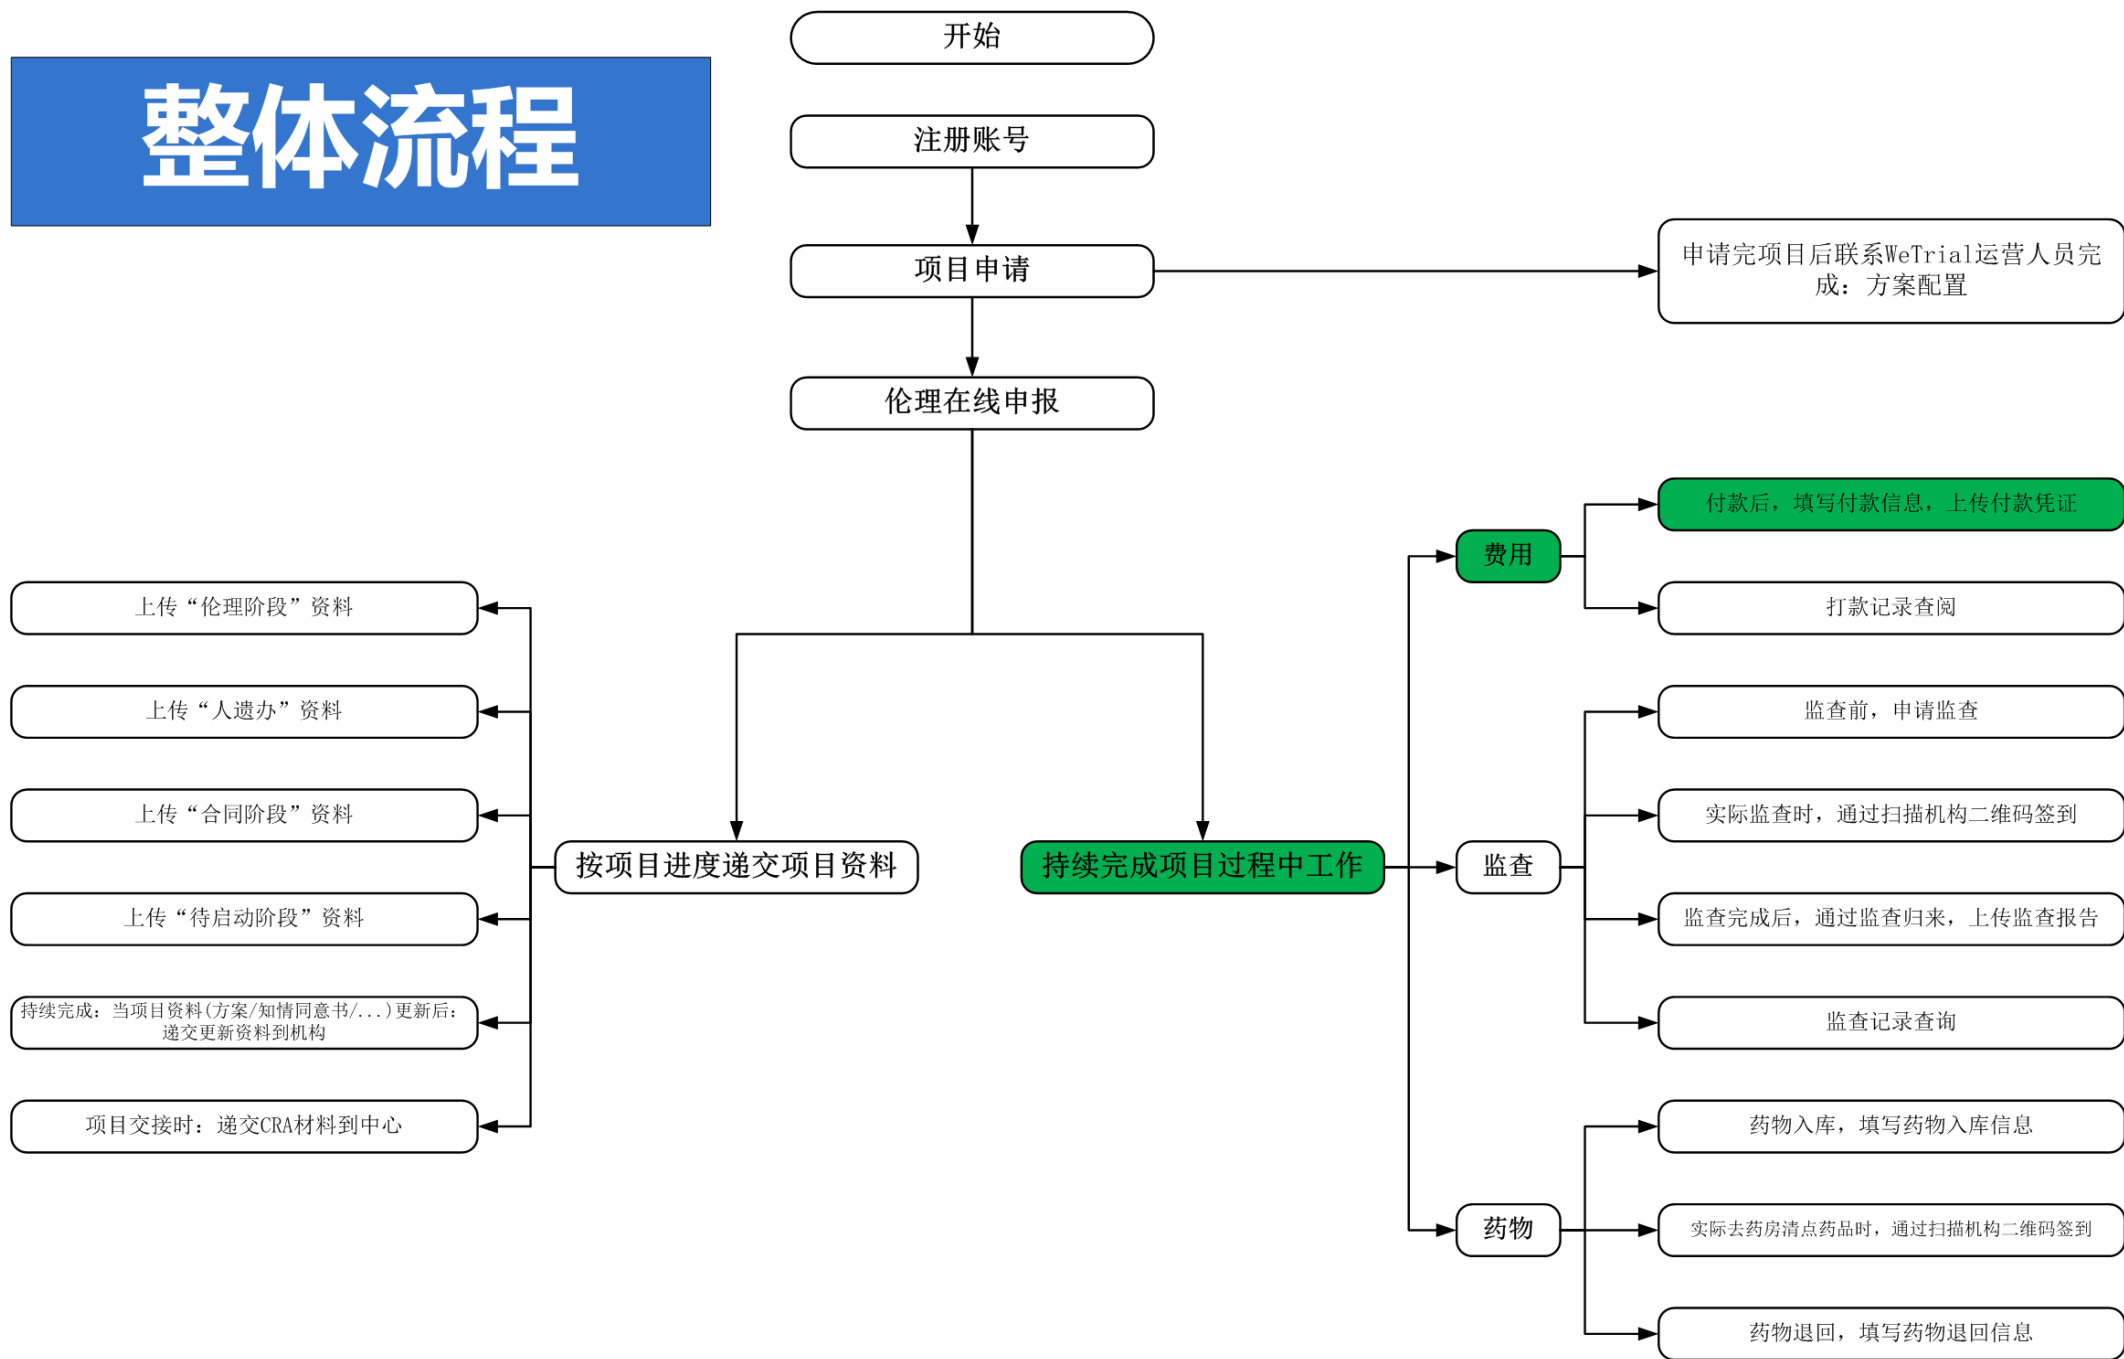 整体流程
开始
注册账号
项目申请
申请完项目后联系WeTrial运营人员完
成：方案配置
伦理在线申报
按项目进度递交项目资料
上传“伦理阶段”资料
上传“人遗办”资料
上传“合同阶段”资料
上传“待启动阶段”资料
持续完成：当项目资料(方案/知情同意书/...)更新后：
递交更新资料到机构
项目交接时：递交CRA材料到中心
持续完成项目过程中工作
费用
付款后，填写付款信息，上传付款凭证
打款记录查阅
监查
监查前，申请监查
实际监查时，通过扫描机构二维码签到
监查完成后，通过监查归来，上传监查报告
监查记录查询
药物
药物入库，填写药物入库信息
实际去药房清点药品时，通过扫描机构二维码签到
药物退回，填写药物退回信息